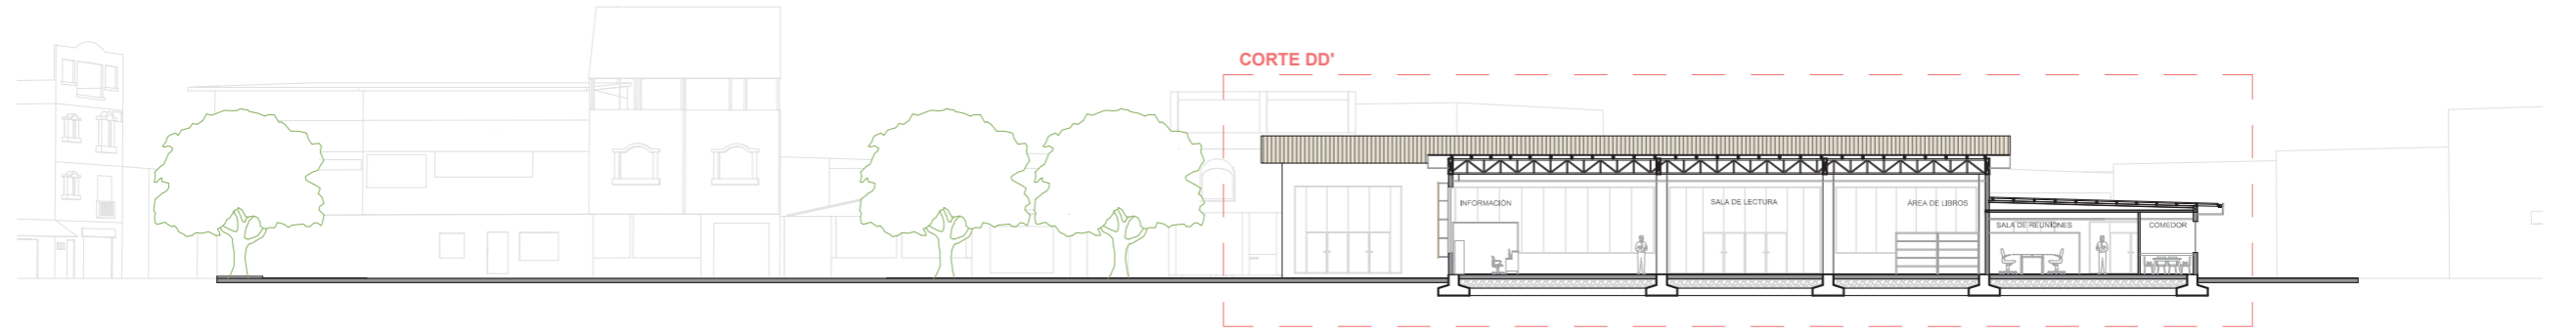 CORTE DD'
INFORMACIÓN
SALA DE LECTURA
ÁREA DE LIBROS
SALA DE REUNIONES
COMEDOR